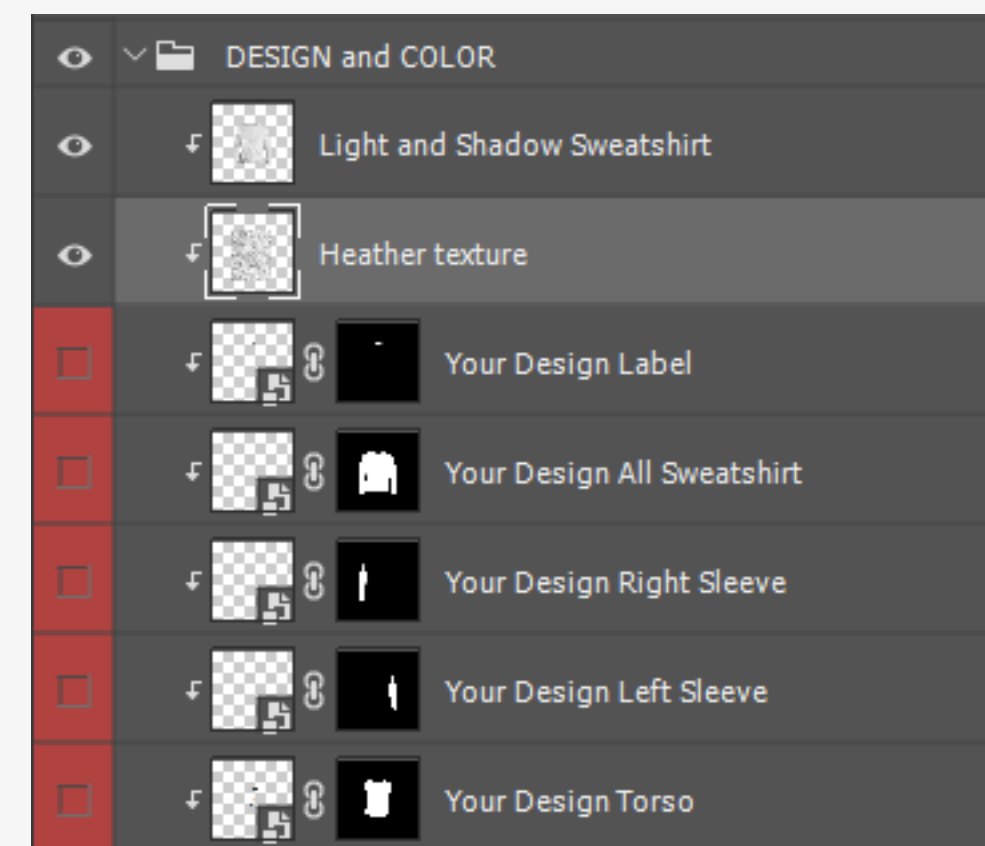 DESIGN and COLOR
Light and Shadow Sweatshirt
Heather texture
Your Design Label
Your Design All Sweatshirt
Your Design Right Sleeve
Your Design Left Sleeve
Your Design Torso